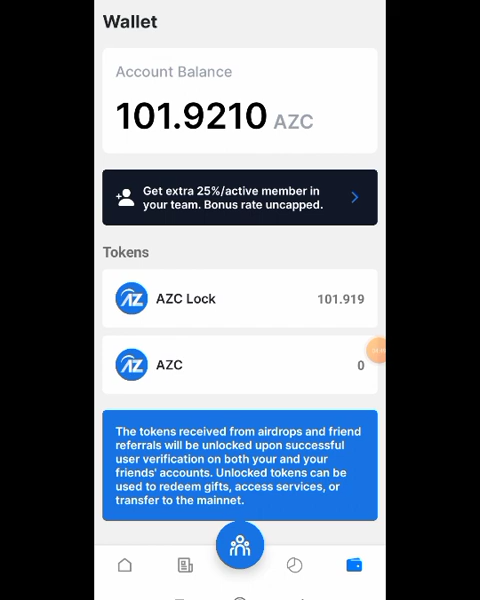 Wallet
Account Balance
101.9210 AZC
Get extra 25%/active member in
your team. Bonus rate uncapped.
Tokens
AZ AZC Lock 101.919
AZ AZC 0
The tokens received from airdrops and friend
referrals will be unlocked upon successful
user verification on both your and your
friends' accounts. Unlocked tokens can be
used to redeem gifts, access services, or
transfer to the mainnet.